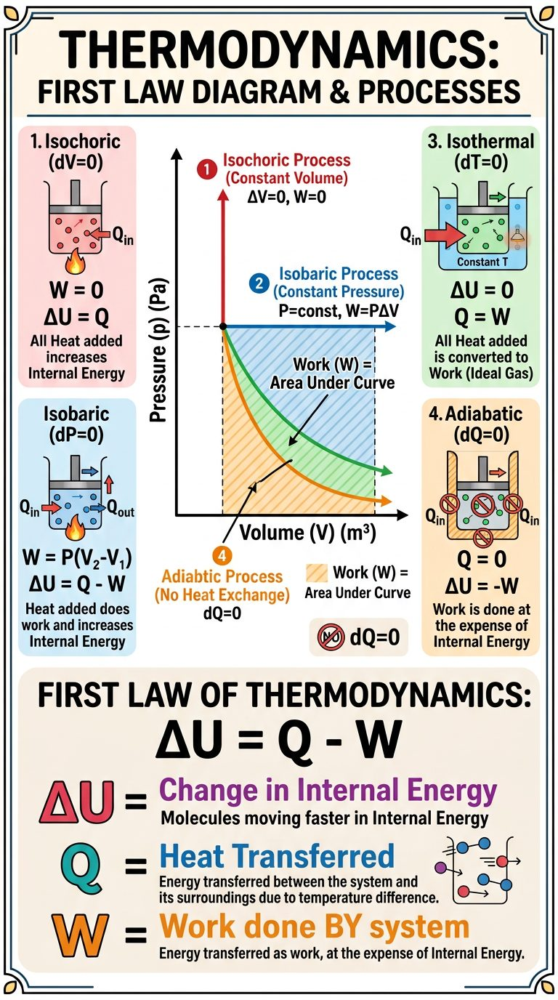 THERMODYNAMICS:
FIRST LAW DIAGRAM & PROCESSES
1. Isochoric
(dV=0)
Qin
W = 0
ΔU = Q
All Heat added
increases
Internal Energy
Isobaric
(dP=0)
Qin
Qout
W = P(V₂-V₁)
ΔU = Q - W
Heat added does
work and increases
Internal Energy
Pressure (p) (Pa)
1 Isochoric Process
(Constant Volume)
ΔV=0, W=0
2 Isobaric Process
(Constant Pressure)
P=const, W=PΔV
Work (W) =
Area Under Curve
Volume (V) (m³)
4
Adiabtic Process
(No Heat Exchange)
dQ=0
Work (W) =
Area Under Curve
NO dQ=0
3. Isothermal
(dT=0)
Qin
Constant T
ΔU = 0
Q = W
All Heat added
is converted to
Work (Ideal Gas)
4. Adiabatic
(dQ=0)
Qin
Qin
Q = 0
ΔU = -W
Work is done at
the expense of
Internal Energy
FIRST LAW OF THERMODYNAMICS:
ΔU = Q - W
ΔU = Change in Internal Energy
Molecules moving faster in Internal Energy
Q = Heat Transferred
Energy transferred between the system and
its surroundings due to temperature difference.
W = Work done BY system
Energy transferred as work, at the expense of Internal Energy.